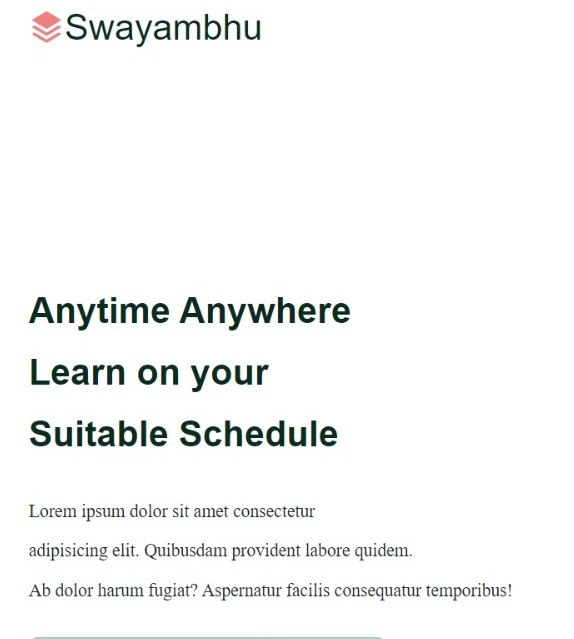 Swayambhu
Anytime Anywhere
Learn on your
Suitable Schedule
Lorem ipsum dolor sit amet consectetur
adipisicing elit. Quibusdam provident labore quidem.
Ab dolor harum fugiat? Aspernatur facilis consequatur temporibus!